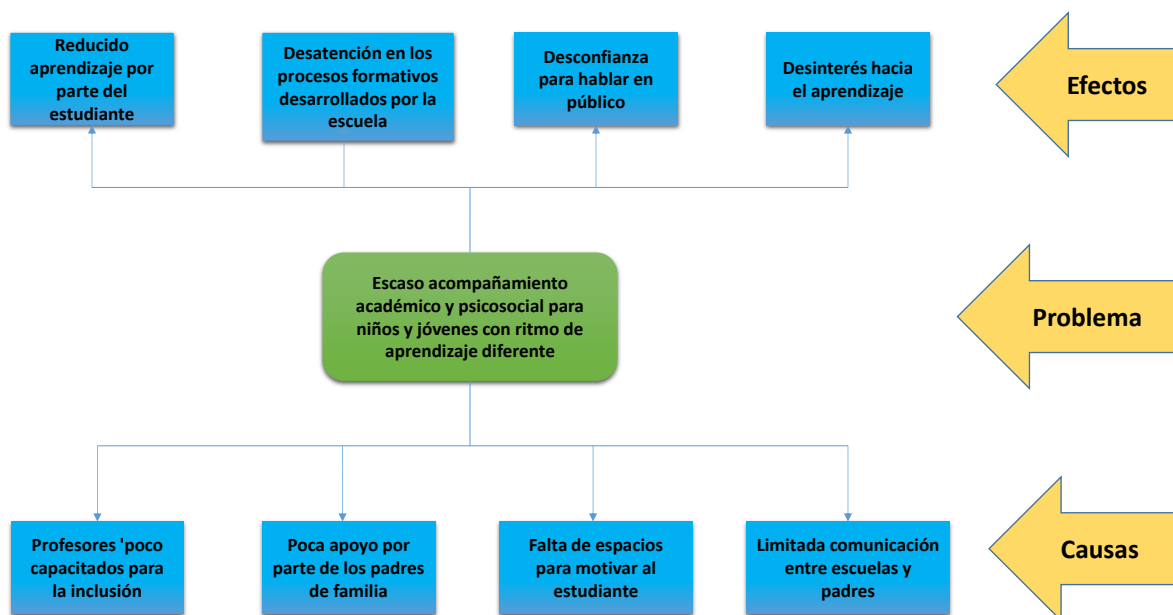 Reducido
aprendizaje por
parte del
estudiante
Desatención en los
procesos formativos
desarrollados por la
escuela
Desconfianza
para hablar en
público
Desinterés hacia
el aprendizaje
Efectos
Escaso acompañamiento
académico y psicosocial para
niños y jóvenes con ritmo de
aprendizaje diferente
Problema
Profesores 'poco
capacitados para
la inclusión
Poca apoyo por
parte de los padres
de familia
Falta de espacios
para motivar al
estudiante
Limitada comunicación
entre escuelas y
padres
Causas